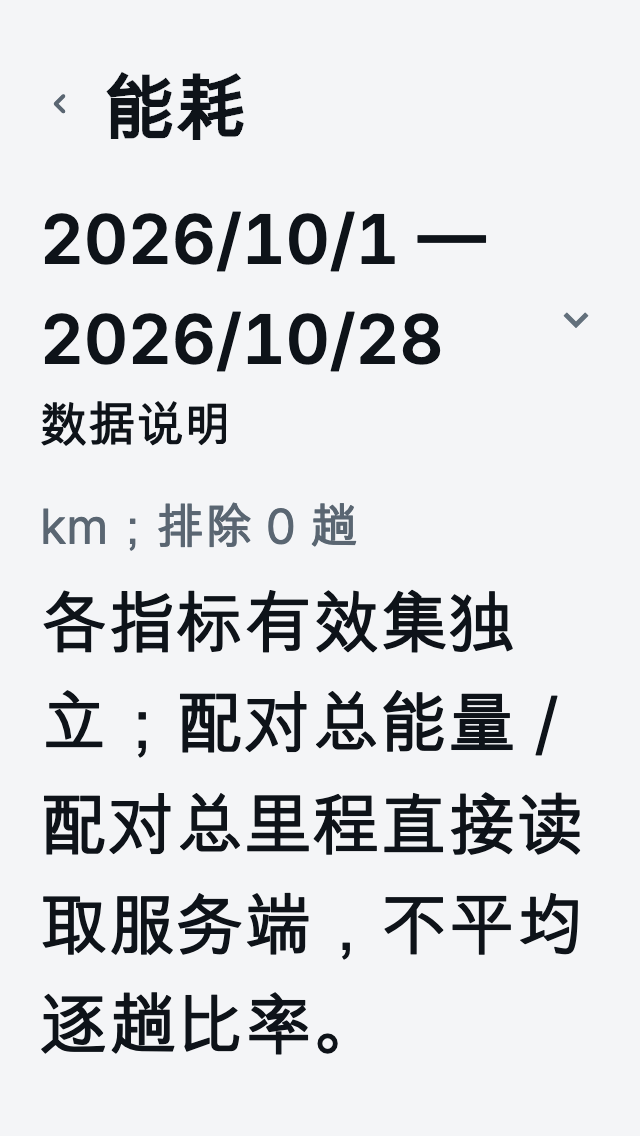 能耗
2026/10/1 —
2026/10/28
数据说明
km；排除 0 趟
各指标有效集独
立；配对总能量 /
配对总里程直接读
取服务端，不平均
逐趟比率。